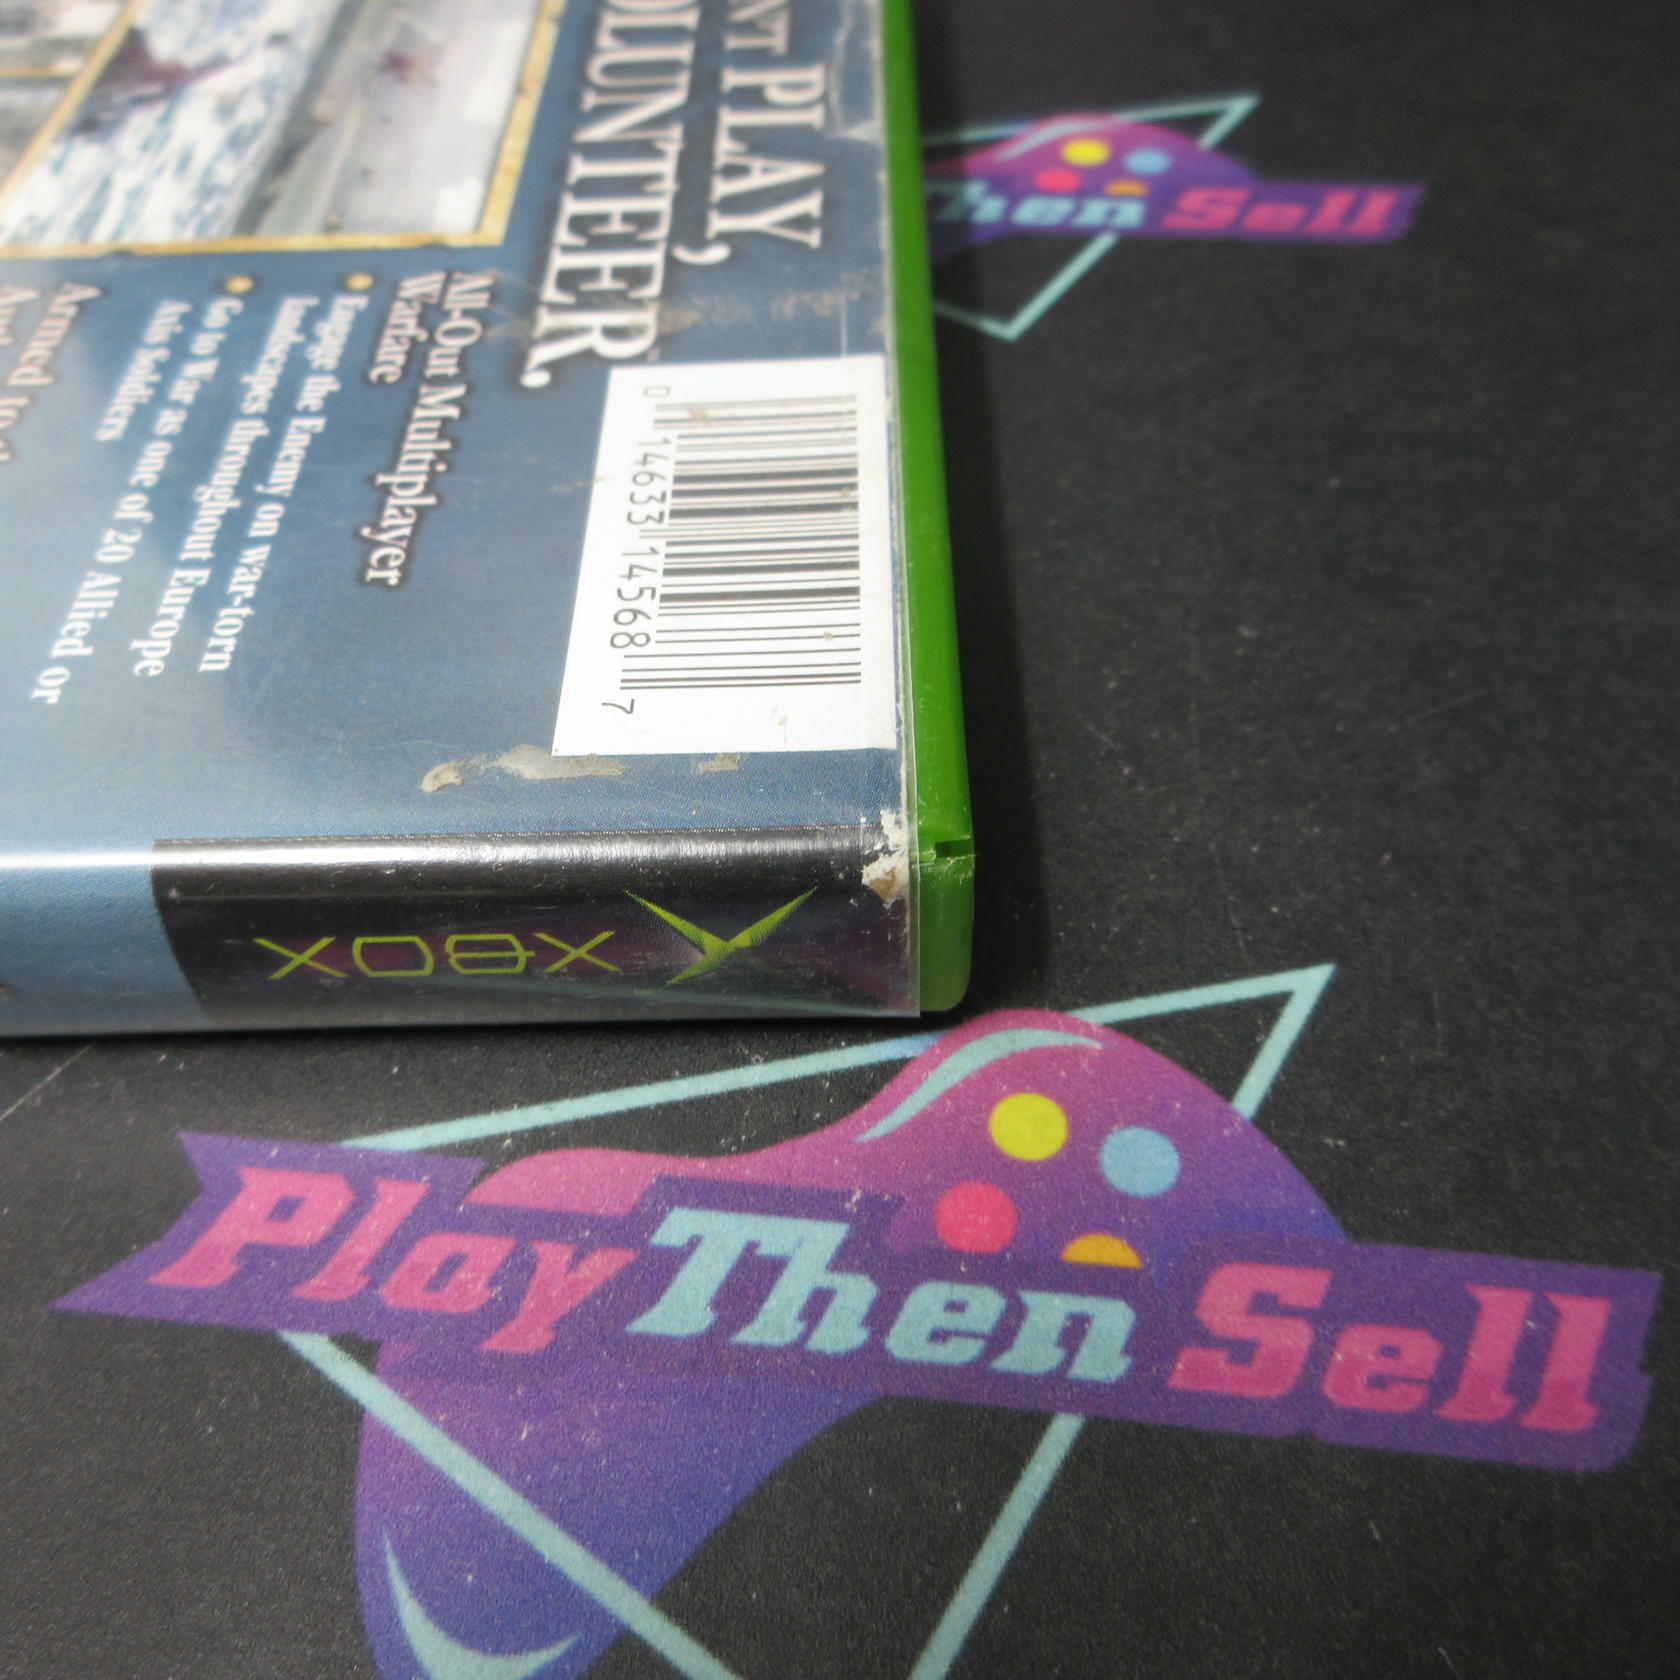 NT PLAY,
OLUNTEER.
All-Out Multiplayer
Warfare
Engage the Enemy on war-torn
landscapes throughout Europe
Go to War as one of 20 Allied or
Axis Soldiers
Armed to
0 14633 14568 7
XBOX
Then Sell
Play Then Sell